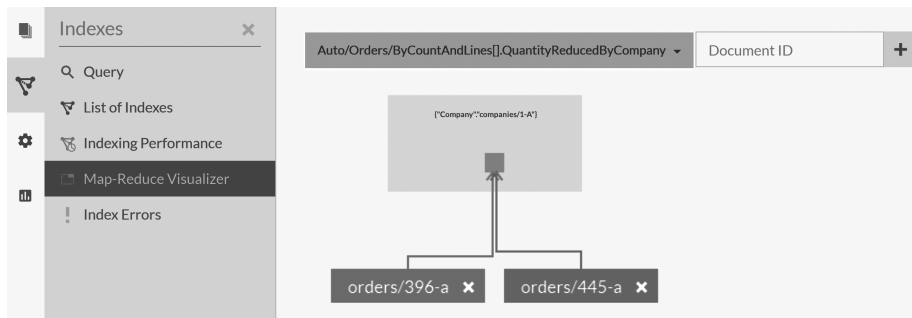 Indexes
Query
List of Indexes
Indexing Performance
Map-Reduce Visualizer
Index Errors
Auto/Orders/ByCountAndLines[].QuantityReducedByCompany
Document ID
{"Company":"companies/1-A"}
orders/396-a
orders/445-a